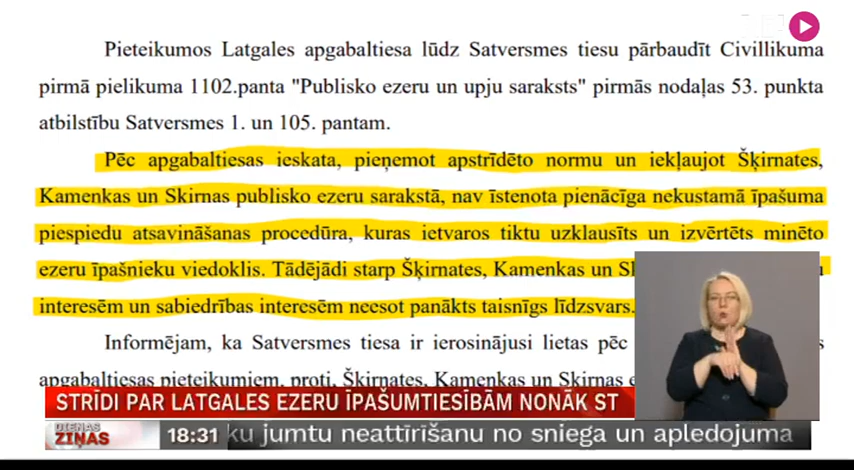 Pieteikumos Latgales apgabaltiesa lūdz Satversmes tiesu pārbaudīt Civillikuma
pirmā pielikuma 1102.panta "Publisko ezeru un upju saraksts" pirmās nodaļas 53. punkta
atbilstību Satversmes 1. un 105. pantam.
Pēc apgabaltiesas ieskata, pieņemot apstrīdēto normu un iekļaujot Šķirnates,
Kamenkas un Skirnas publisko ezeru sarakstā, nav īstenota pienācīga nekustamā īpašuma
piespiedu atsavināšanas procedūra, kuras ietvaros tiktu uzklausīts un izvērtēts minēto
ezeru īpašnieku viedoklis. Tādējādi starp Šķirnates, Kamenkas un
interesēm un sabiedrības interesēm neesot panākts taisnīgs līdzsvars.
Informējam, ka Satversmes tiesa ir ierosinājusi lietas pēc
apgabaltiesas pieteikumiem, proti, Šķirnates, Kamenkas un Skirnas
STRĪDI PAR LATGALES EZERU ĪPAŠUMTIESĪBĀM NONĀK ST
DIENAS
ZIŅAS
18:31 ku jumtu neattīrīšanu no sniega un apledojuma